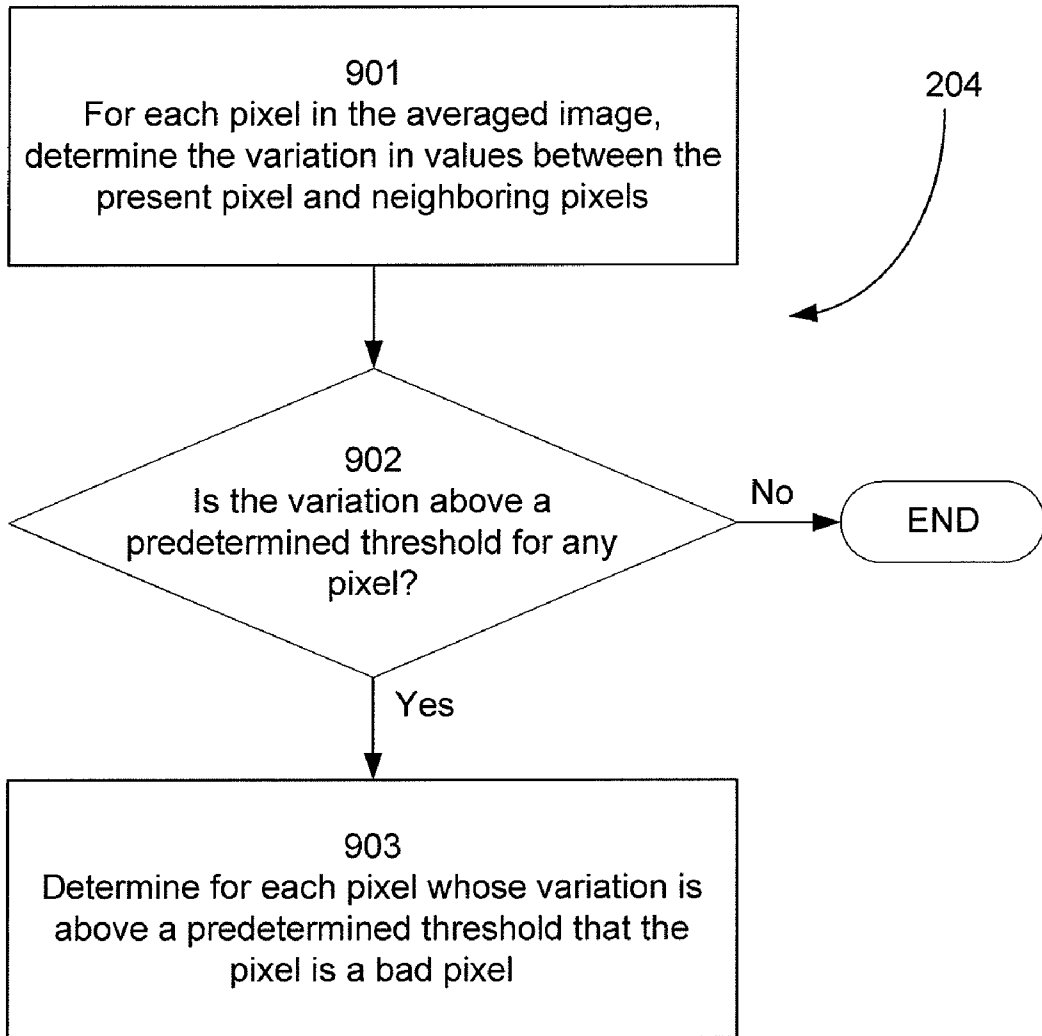 901
For each pixel in the averaged image,
determine the variation in values between the
present pixel and neighboring pixels
204
902
Is the variation above a
predetermined threshold for any
pixel?
No
END
Yes
903
Determine for each pixel whose variation is
above a predetermined threshold that the
pixel is a bad pixel